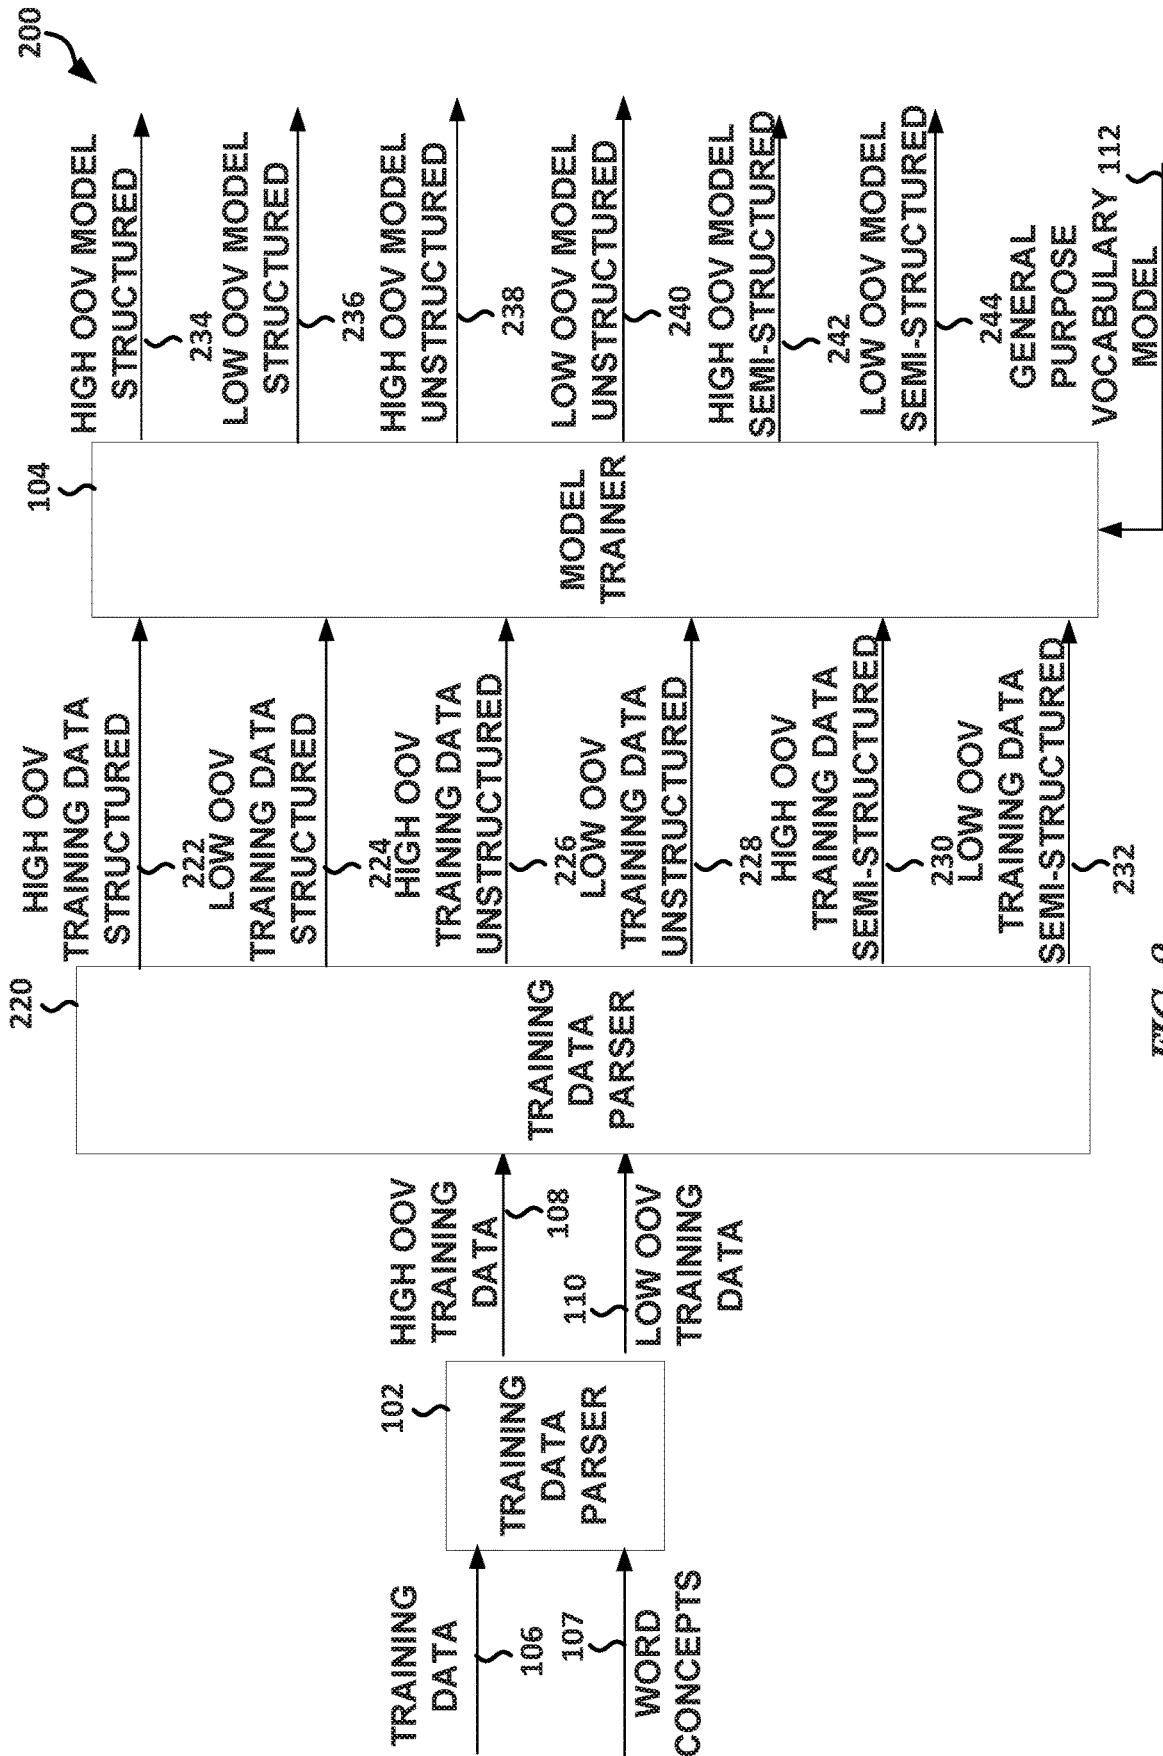 200
TRAINING
DATA
106
107
WORD
CONCEPTS
102
TRAINING
DATA
PARSER
HIGH OOV
TRAINING
DATA
108
110
LOW OOV
TRAINING
DATA
220
TRAINING
DATA
PARSER
HIGH OOV
TRAINING DATA
STRUCTURED
222
LOW OOV
TRAINING DATA
STRUCTURED
224
HIGH OOV
TRAINING DATA
UNSTRUCTURED
226
LOW OOV
TRAINING DATA
UNSTRUCTURED
228
HIGH OOV
TRAINING DATA
SEMI-STRUCTURED
230
LOW OOV
TRAINING DATA
SEMI-STRUCTURED
232
104
MODEL
TRAINER
HIGH OOV MODEL
STRUCTURED
234
LOW OOV MODEL
STRUCTURED
236
HIGH OOV MODEL
UNSTRUCTURED
238
LOW OOV MODEL
UNSTRUCTURED
240
HIGH OOV MODEL
SEMI-STRUCTURED
242
LOW OOV MODEL
SEMI-STRUCTURED
244
GENERAL
PURPOSE
VOCABULARY
MODEL
112